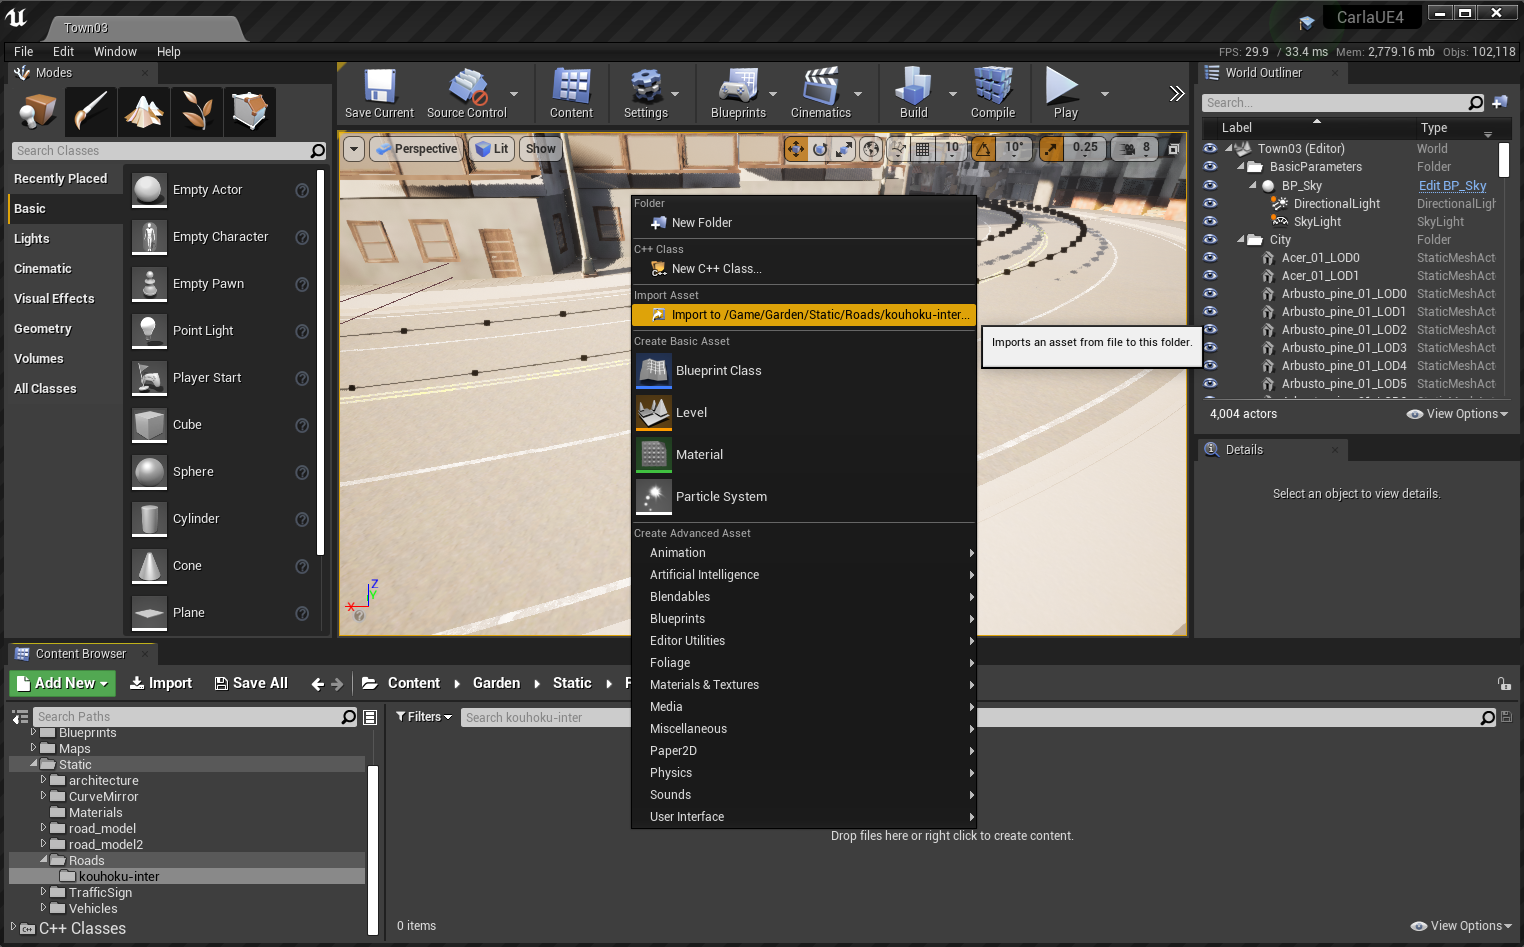 Town03
CarlaUE4
File Edit Window Help
FPS: 29.9 / 33.4 ms Mem: 2,779.16 mb Objs: 102,118
Modes
Search Classes
Recently Placed
Basic
Lights
Cinematic
Visual Effects
Geometry
Volumes
All Classes
Empty Actor
Empty Character
Empty Pawn
Point Light
Player Start
Cube
Sphere
Cylinder
Cone
Plane
Save Current
Source Control
Content
Settings
Blueprints
Cinematics
Build
Compile
Play
Perspective
Lit
Show
10
10°
0.25
8
Z
Y
X
Folder
New Folder
C++ Class
New C++ Class...
Import Asset
Import to /Game/Garden/Static/Roads/kouhoku-inter...
Imports an asset from file to this folder.
Create Basic Asset
Blueprint Class
Level
Material
Particle System
Create Advanced Asset
Animation
Artificial Intelligence
Blendables
Blueprints
Editor Utilities
Foliage
Materials & Textures
Media
Miscellaneous
Paper2D
Physics
Sounds
User Interface
World Outliner
Search...
Label Type
Town03 (Editor) World
BasicParameters Folder
BP_Sky Edit BP_Sky
DirectionalLight DirectionalLigh
SkyLight SkyLight
City Folder
Acer_01_LOD0 StaticMeshAct
Acer_01_LOD1 StaticMeshAct
Arbusto_pine_01_LOD0 StaticMeshAct
Arbusto_pine_01_LOD1 StaticMeshAct
Arbusto_pine_01_LOD2 StaticMeshAct
Arbusto_pine_01_LOD3 StaticMeshAct
Arbusto_pine_01_LOD4 StaticMeshAct
Arbusto_pine_01_LOD5 StaticMeshAct
4,004 actors View Options
Details
Select an object to view details.
Content Browser
Add New Import Save All Content Garden Static
Search Paths
Blueprints
Maps
Static
architecture
CurveMirror
Materials
road_model
road_model2
Roads
kouhoku-inter
TrafficSign
Vehicles
C++ Classes
Filters
Search kouhoku-inter
Drop files here or right click to create content.
0 items
View Options